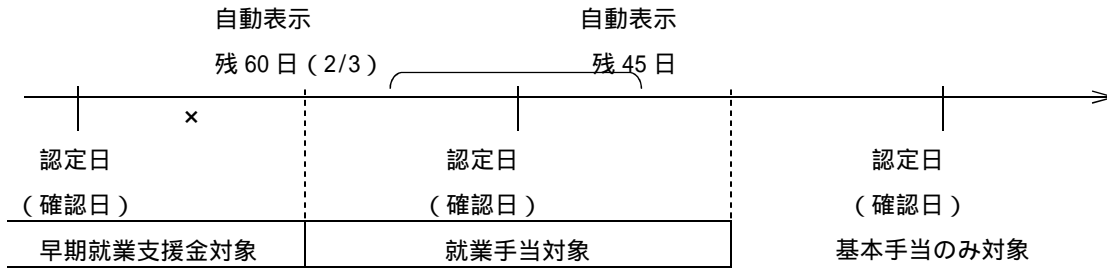 自動表示
自動表示
残 60 日（2/3）
残 45 日
×
認定日
認定日
認定日
（確認日）
（確認日）
（確認日）
早期就業支援金対象
就業手当対象
基本手当のみ対象